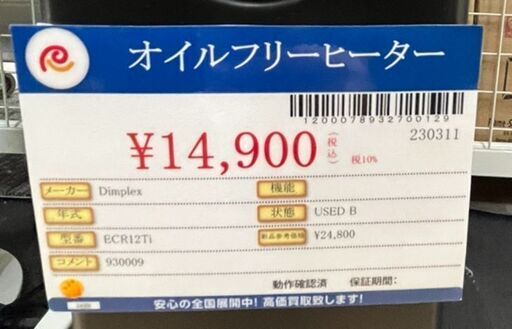 オイルフリーヒーター
1200078932700129
230311
¥14,900 (税込) 税10%
メーカー Dimplex
機能
年式
状態 USED B
型番 ECR12Ti
新品参考価格 ¥24,800
コメント 930009
動作確認済 保証期間:
安心の全国展開中! 高価買取致します!